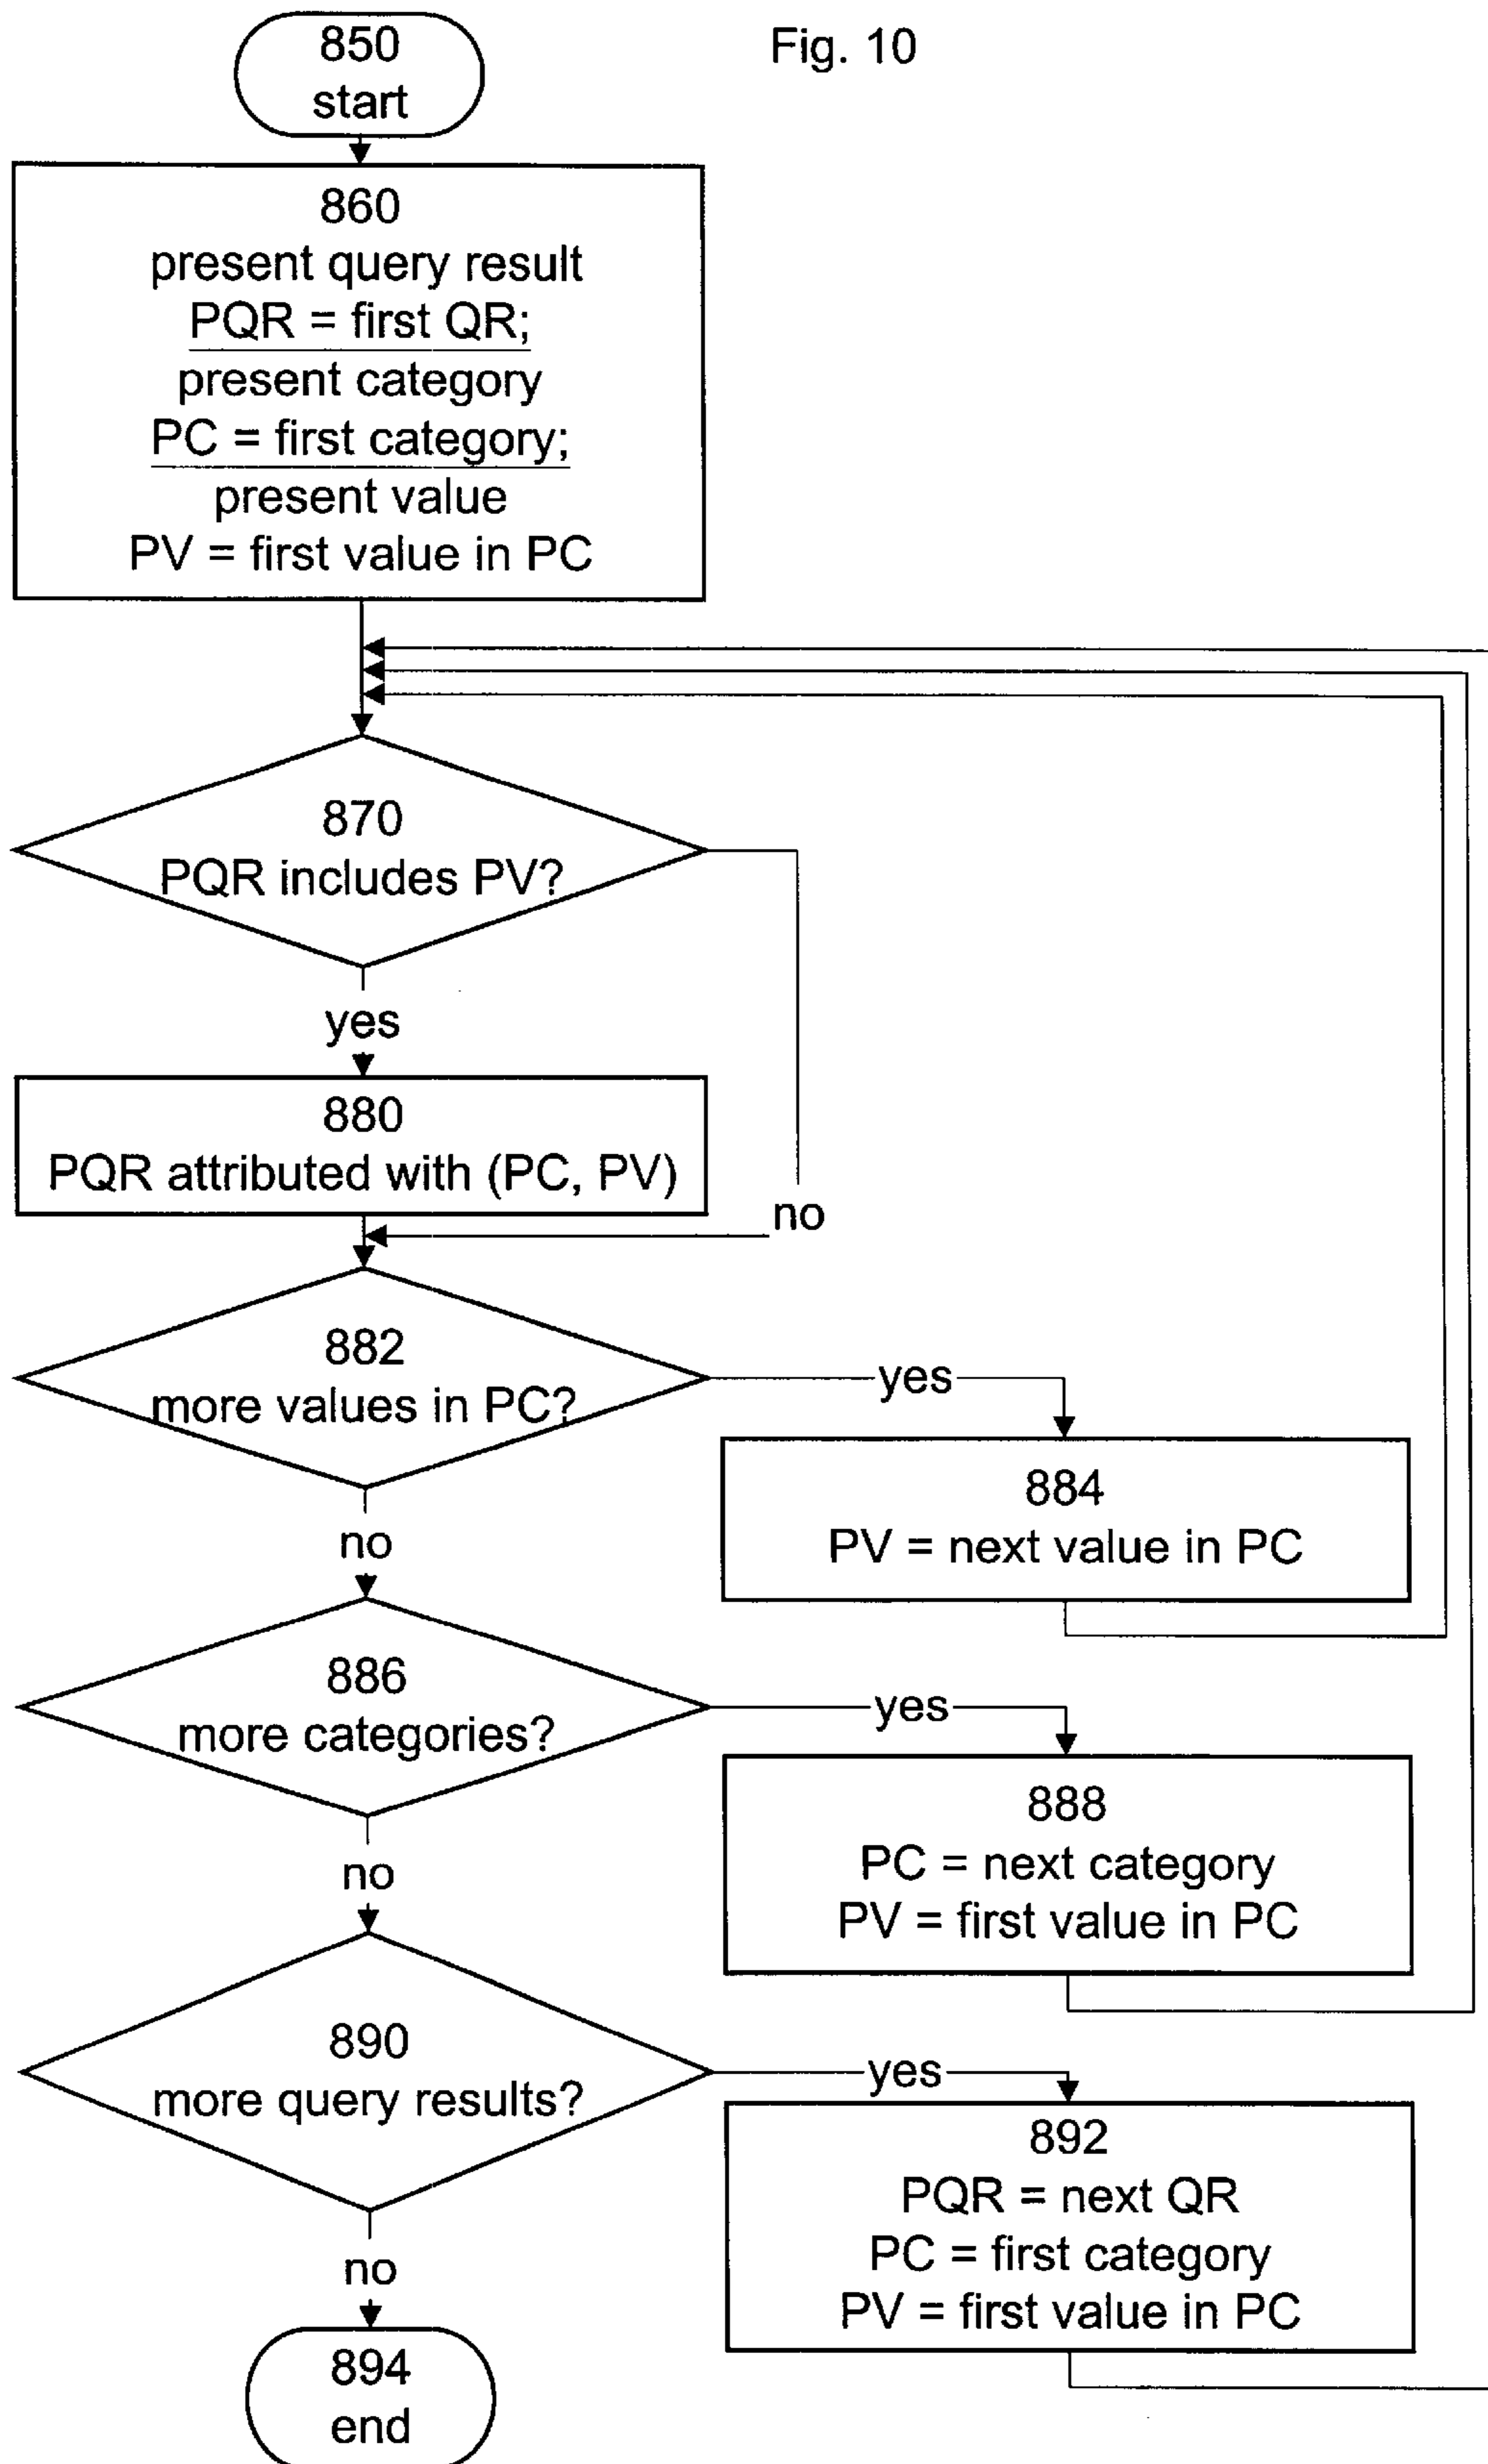 Fig. 10
850
start
860
present query result
PQR = first QR;
present category
PC = first category;
present value
PV = first value in PC
870
PQR includes PV?
yes
880
PQR attributed with (PC, PV)
no
882
more values in PC?
yes
884
PV = next value in PC
no
886
more categories?
yes
888
PC = next category
PV = first value in PC
no
890
more query results?
yes
892
PQR = next QR
PC = first category
PV = first value in PC
no
894
end